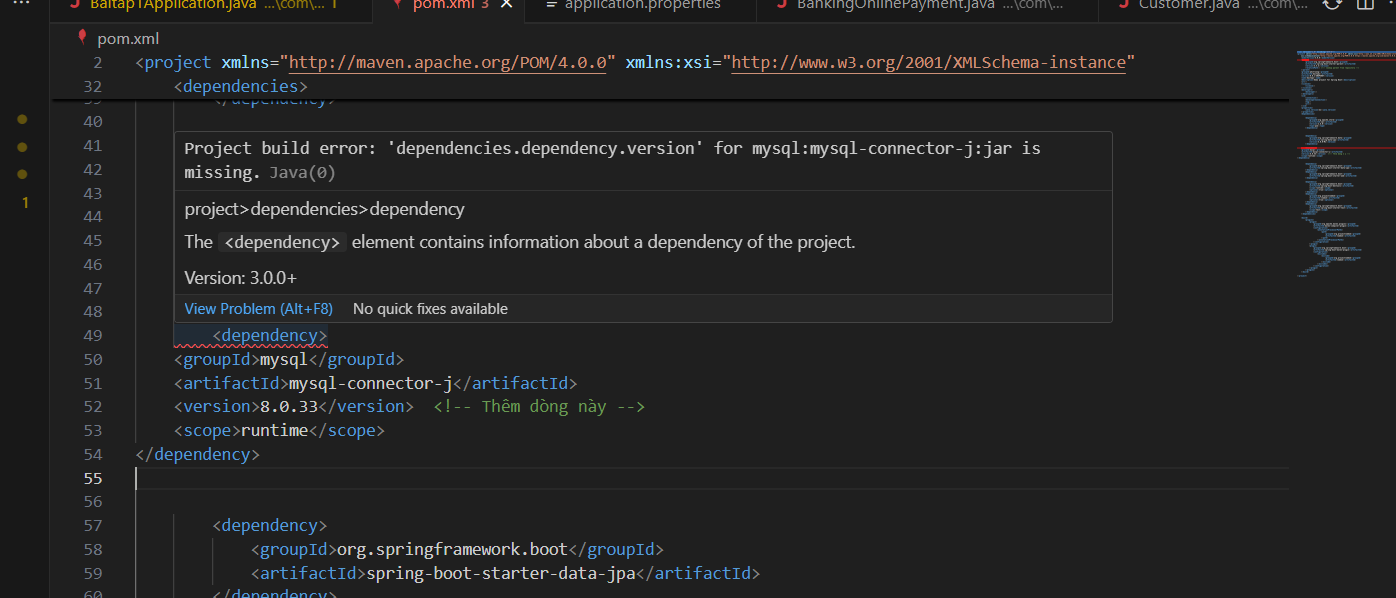 BaitapTApplication.java ...\com\... 1
pom.xml 3
application.properties
BankingOnlinePayment.java ...\com\...
Customer.java ...\com\...
pom.xml
2 <project xmlns="http://maven.apache.org/POM/4.0.0" xmlns:xsi="http://www.w3.org/2001/XMLSchema-instance"
32 <dependencies>
39 </dependency>
40
41
42
43
44
45
46
47
48
1
Project build error: 'dependencies.dependency.version' for mysql:mysql-connector-j:jar is
missing. Java(0)
project>dependencies>dependency
The <dependency> element contains information about a dependency of the project.
Version: 3.0.0+
View Problem (Alt+F8) No quick fixes available
49 <dependency>
50 <groupId>mysql</groupId>
51 <artifactId>mysql-connector-j</artifactId>
52 <version>8.0.33</version> <!-- Thêm dòng này -->
53 <scope>runtime</scope>
54 </dependency>
55
56
57 <dependency>
58 <groupId>org.springframework.boot</groupId>
59 <artifactId>spring-boot-starter-data-jpa</artifactId>
60 </dependency>